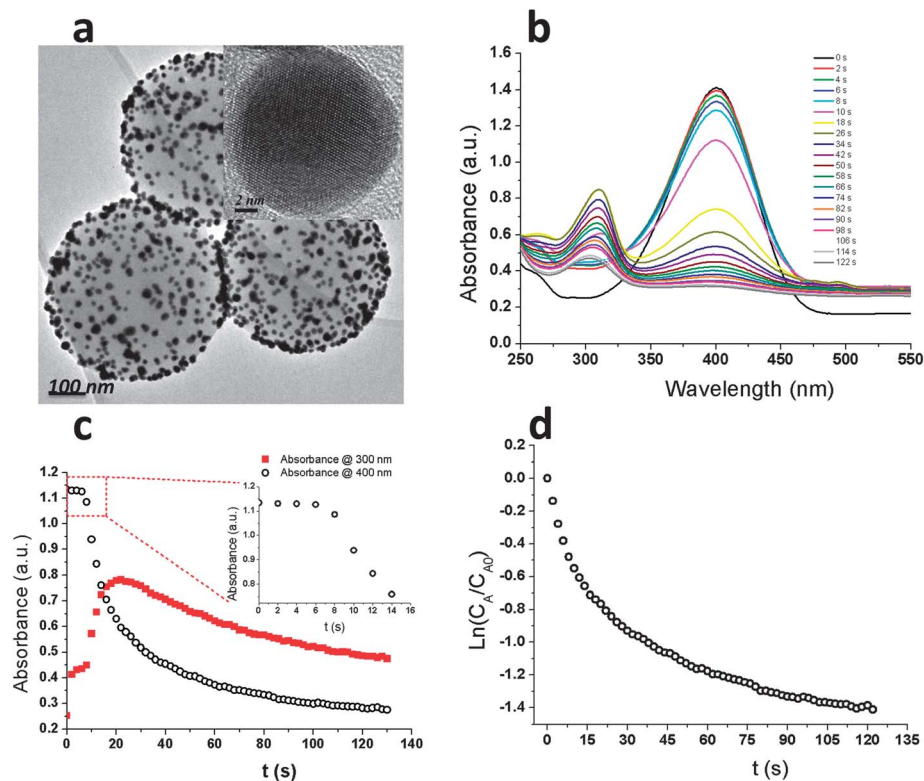 a
2 nm
100 nm
b
1.6
1.4
1.2
1.0
0.8
0.6
0.4
0.2
0.0
Absorbance (a.u.)
250 300 350 400 450 500 550
Wavelength (nm)
0 s
2 s
4 s
6 s
8 s
10 s
18 s
26 s
34 s
42 s
50 s
58 s
66 s
74 s
82 s
90 s
98 s
106 s
114 s
122 s
c
Absorbance @ 300 nm
Absorbance @ 400 nm
1.2
1.1
1.0
0.9
0.8
0.7
0.6
0.5
0.4
0.3
0.2
Absorbance (a.u.)
0 20 40 60 80 100 120 140
t (s)
1.2
1.1
1.0
0.9
0.8
0.7
Absorbance (a.u.)
0 2 4 6 8 10 12 14 16
t (s)
d
0.2
0.0
-0.2
-0.4
-0.6
-0.8
-1.0
-1.2
-1.4
Ln(C_A/C_A0)
0 15 30 45 60 75 90 105 120 135
t (s)